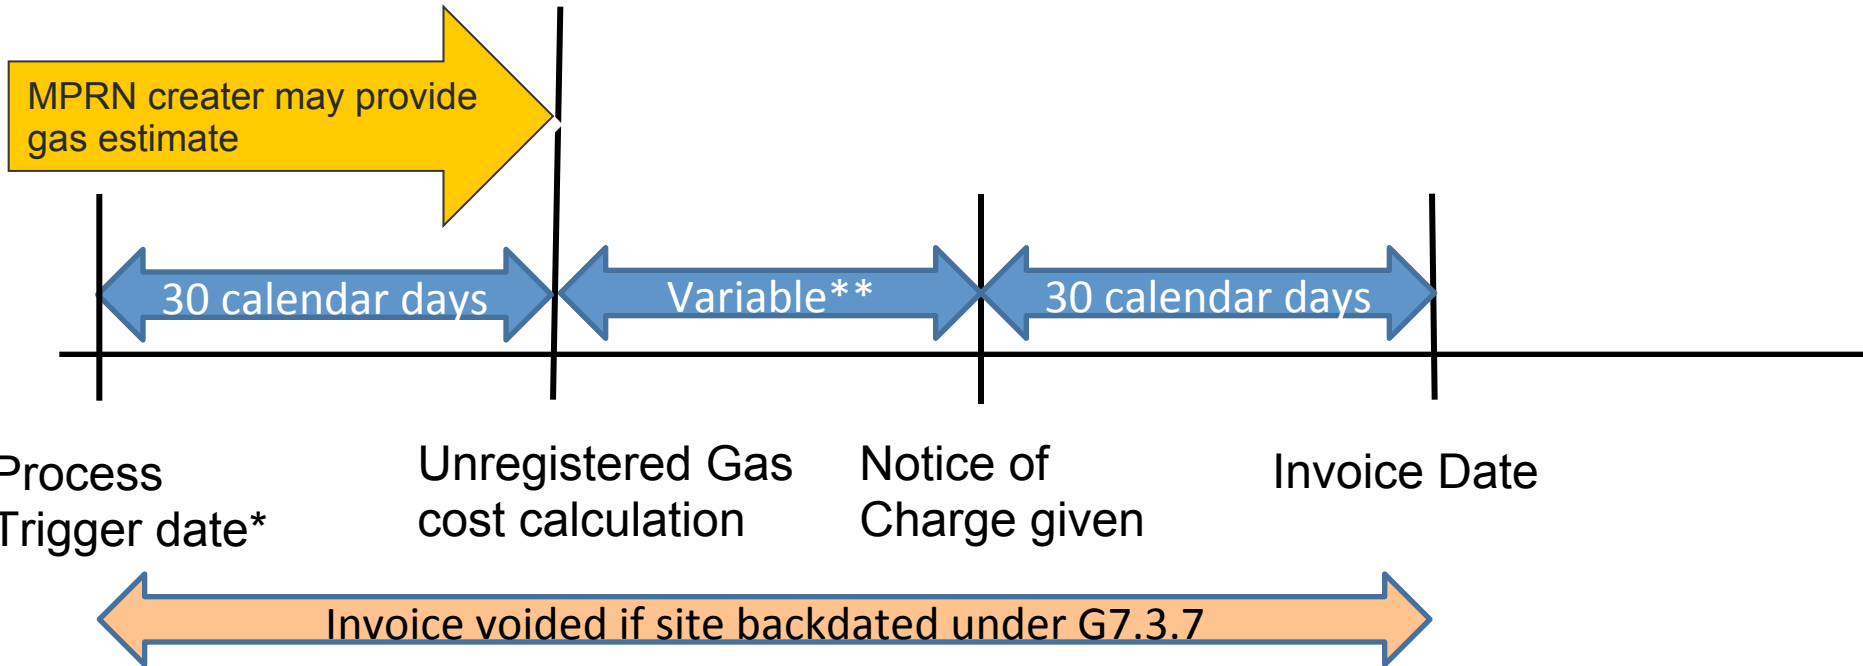 MPRN creater may provide
gas estimate
30 calendar days
Variable**
30 calendar days
Process
Trigger date*
Unregistered Gas
cost calculation
Notice of
Charge given
Invoice Date
Invoice voided if site backdated under G7.3.7